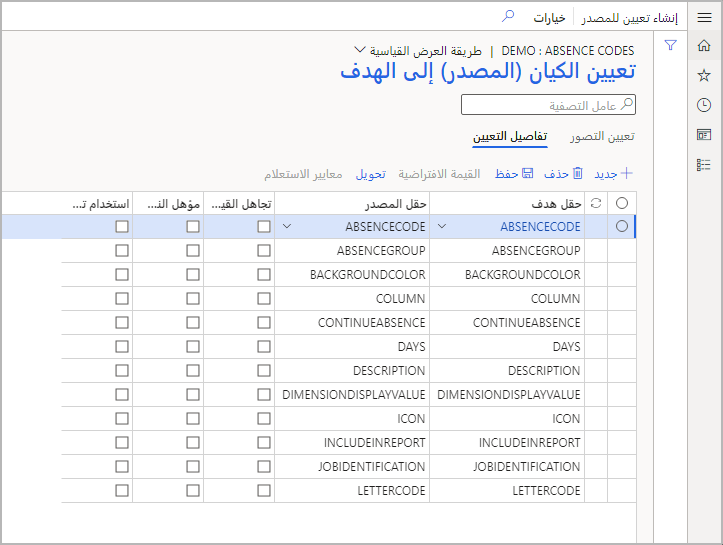 إنشاء تعيين للمصدر خيارات
DEMO : ABSENCE CODES | طريقة العرض القياسية
تعيين الكيان (المصدر) إلى الهدف
عامل التصفية
تعيين التصور تفاصيل التعيين
جديد حذف حفظ القيمة الافتراضية تحويل معايير الاستعلام
حقل هدف حقل المصدر تجاهل القي... مؤهل الن... استخدام ت...
ABSENCECODE ABSENCECODE
ABSENCEGROUP ABSENCEGROUP
BACKGROUNDCOLOR BACKGROUNDCOLOR
COLUMN COLUMN
CONTINUEABSENCE CONTINUEABSENCE
DAYS DAYS
DESCRIPTION DESCRIPTION
DIMENSIONDISPLAYVALUE DIMENSIONDISPLAYVALUE
ICON ICON
INCLUDEINREPORT INCLUDEINREPORT
JOBIDENTIFICATION JOBIDENTIFICATION
LETTERCODE LETTERCODE